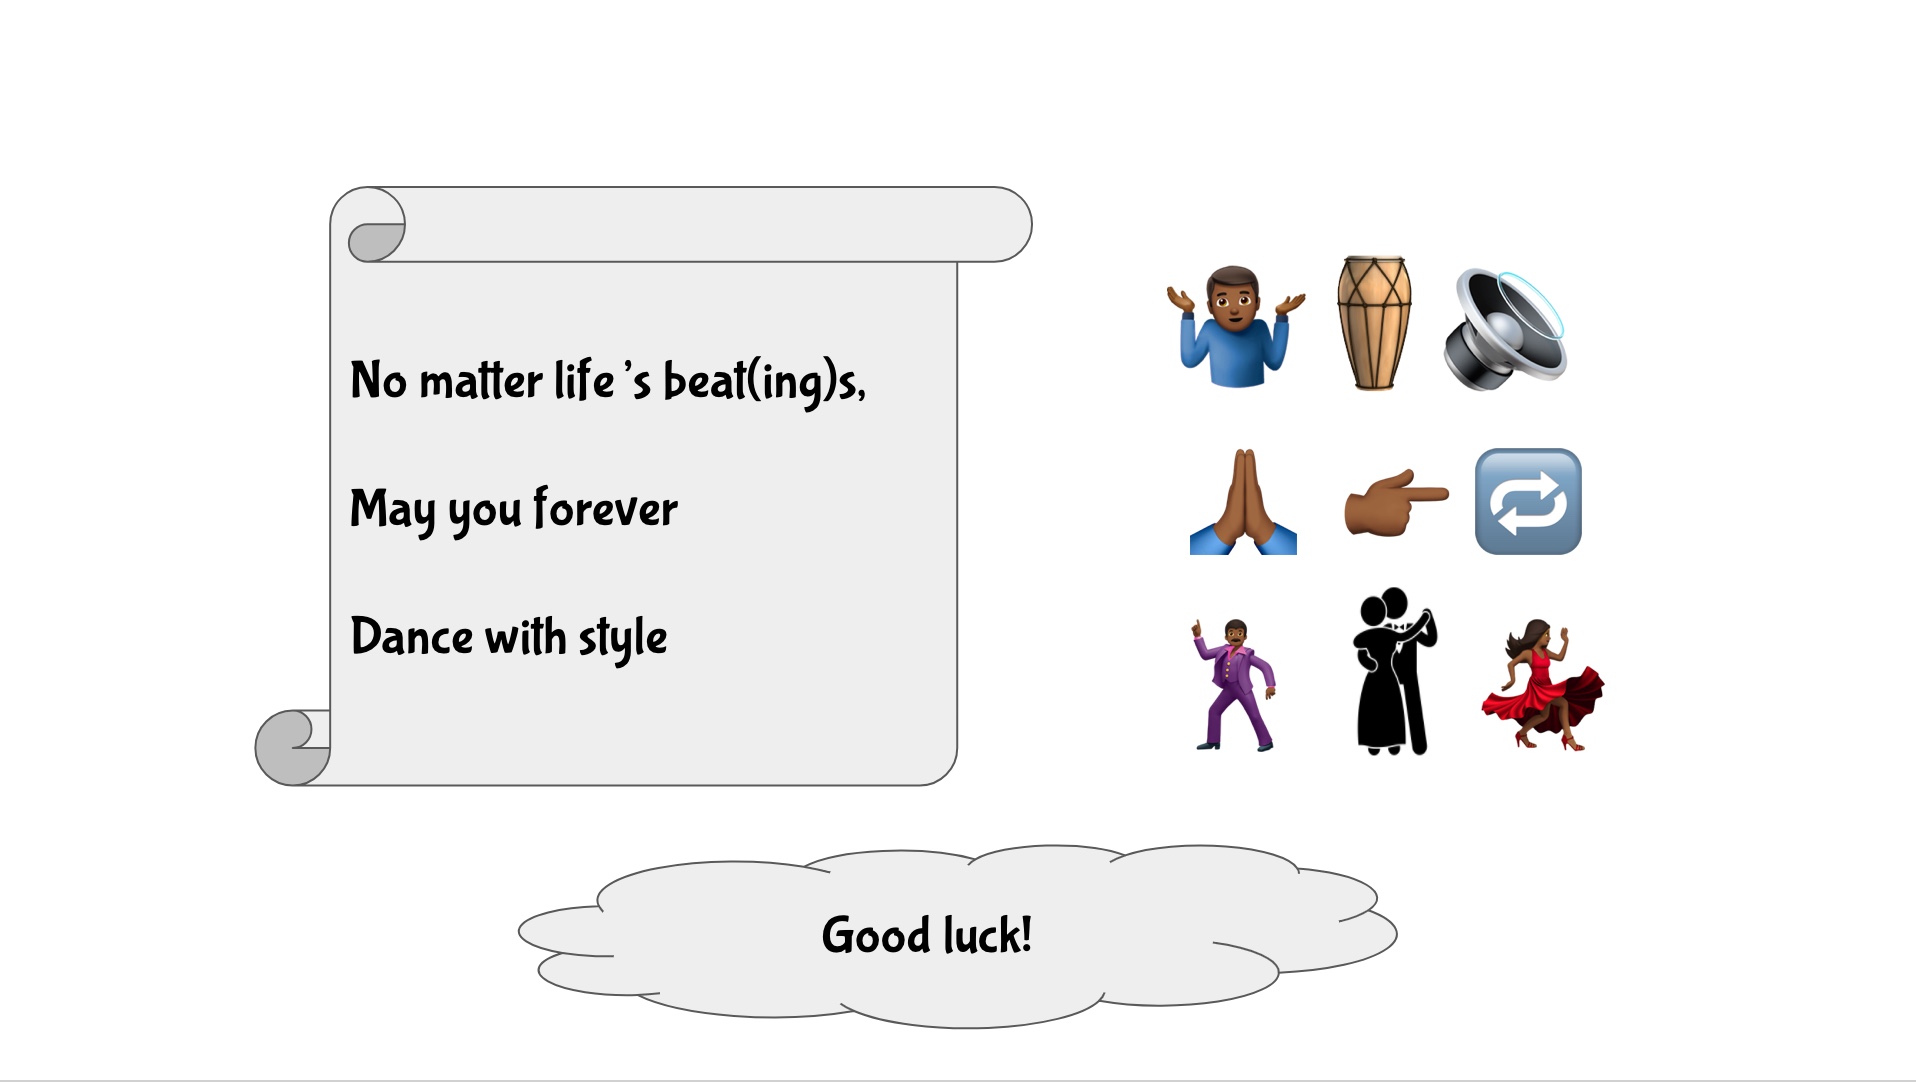 No matter life's beat(ing)s,
May you forever
Dance with style
Good luck!